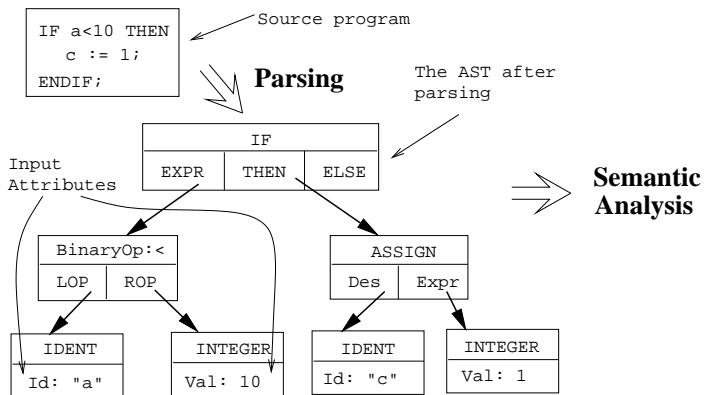 IF a<10 THEN
c := 1;
ENDIF;
Source program
Parsing
The AST after
parsing
IF
EXPR THEN ELSE
Input
Attributes
Semantic
Analysis
BinaryOp:<
LOP ROP
ASSIGN
Des Expr
IDENT
Id: "a"
INTEGER
Val: 10
IDENT
Id: "c"
INTEGER
Val: 1